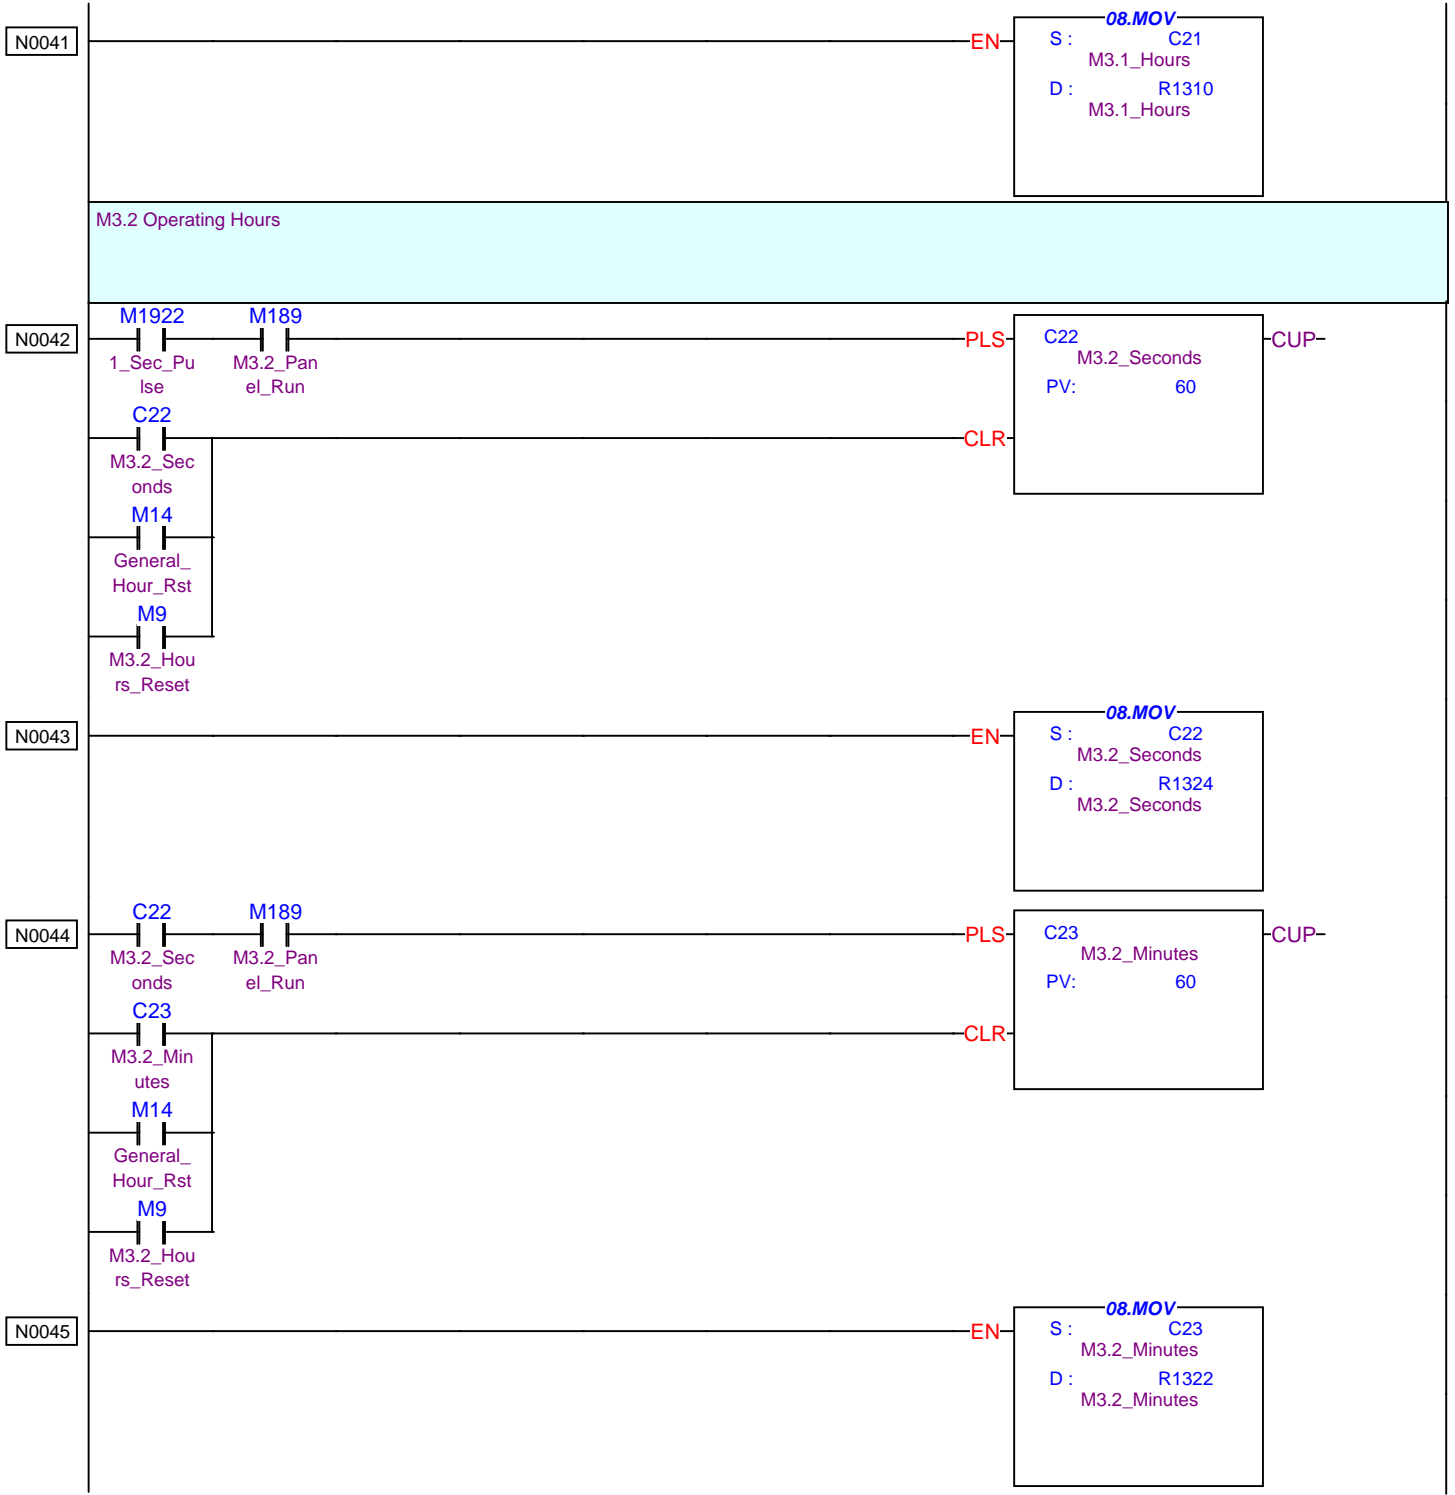 08.MOV
N0041
EN
S : C21
M3.1_Hours
D : R1310
M3.1_Hours
M3.2 Operating Hours
M1922 M189
N0042
PLS
C22
CUP
1_Sec_Pu
lse
M3.2_Pan
el_Run
M3.2_Seconds
PV: 60
C22
CLR
M3.2_Sec
onds
M14
General_
Hour_Rst
M9
M3.2_Hou
rs_Reset
08.MOV
N0043
EN
S : C22
M3.2_Seconds
D : R1324
M3.2_Seconds
C22 M189
N0044
PLS
C23
CUP
M3.2_Sec
onds
M3.2_Pan
el_Run
M3.2_Minutes
PV: 60
C23
CLR
M3.2_Min
utes
M14
General_
Hour_Rst
M9
M3.2_Hou
rs_Reset
08.MOV
N0045
EN
S : C23
M3.2_Minutes
D : R1322
M3.2_Minutes